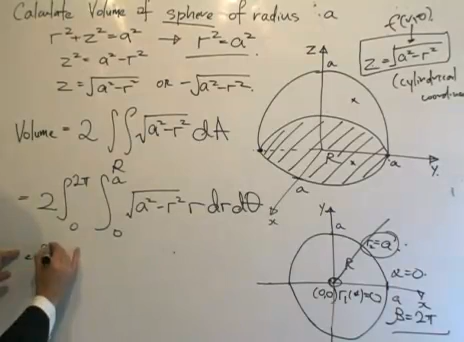 Calculate Volume of sphere of radius : a
r²+z²=a² → r²=a²
z²=a²-r²
z=√a²-r² OR -√a²-r².
Volume = 2 ∫∫ √a²-r² dA
= 2 ∫₀^2π ∫₀^a √a²-r² r dr dθ
=
f(r,θ)
z=√a²-r²
(cylindrical
z
a
R
a
y
a
x
y
a
r₂=a
R
α=0
(0,0) r₁(α)=0
a
x
β=2π